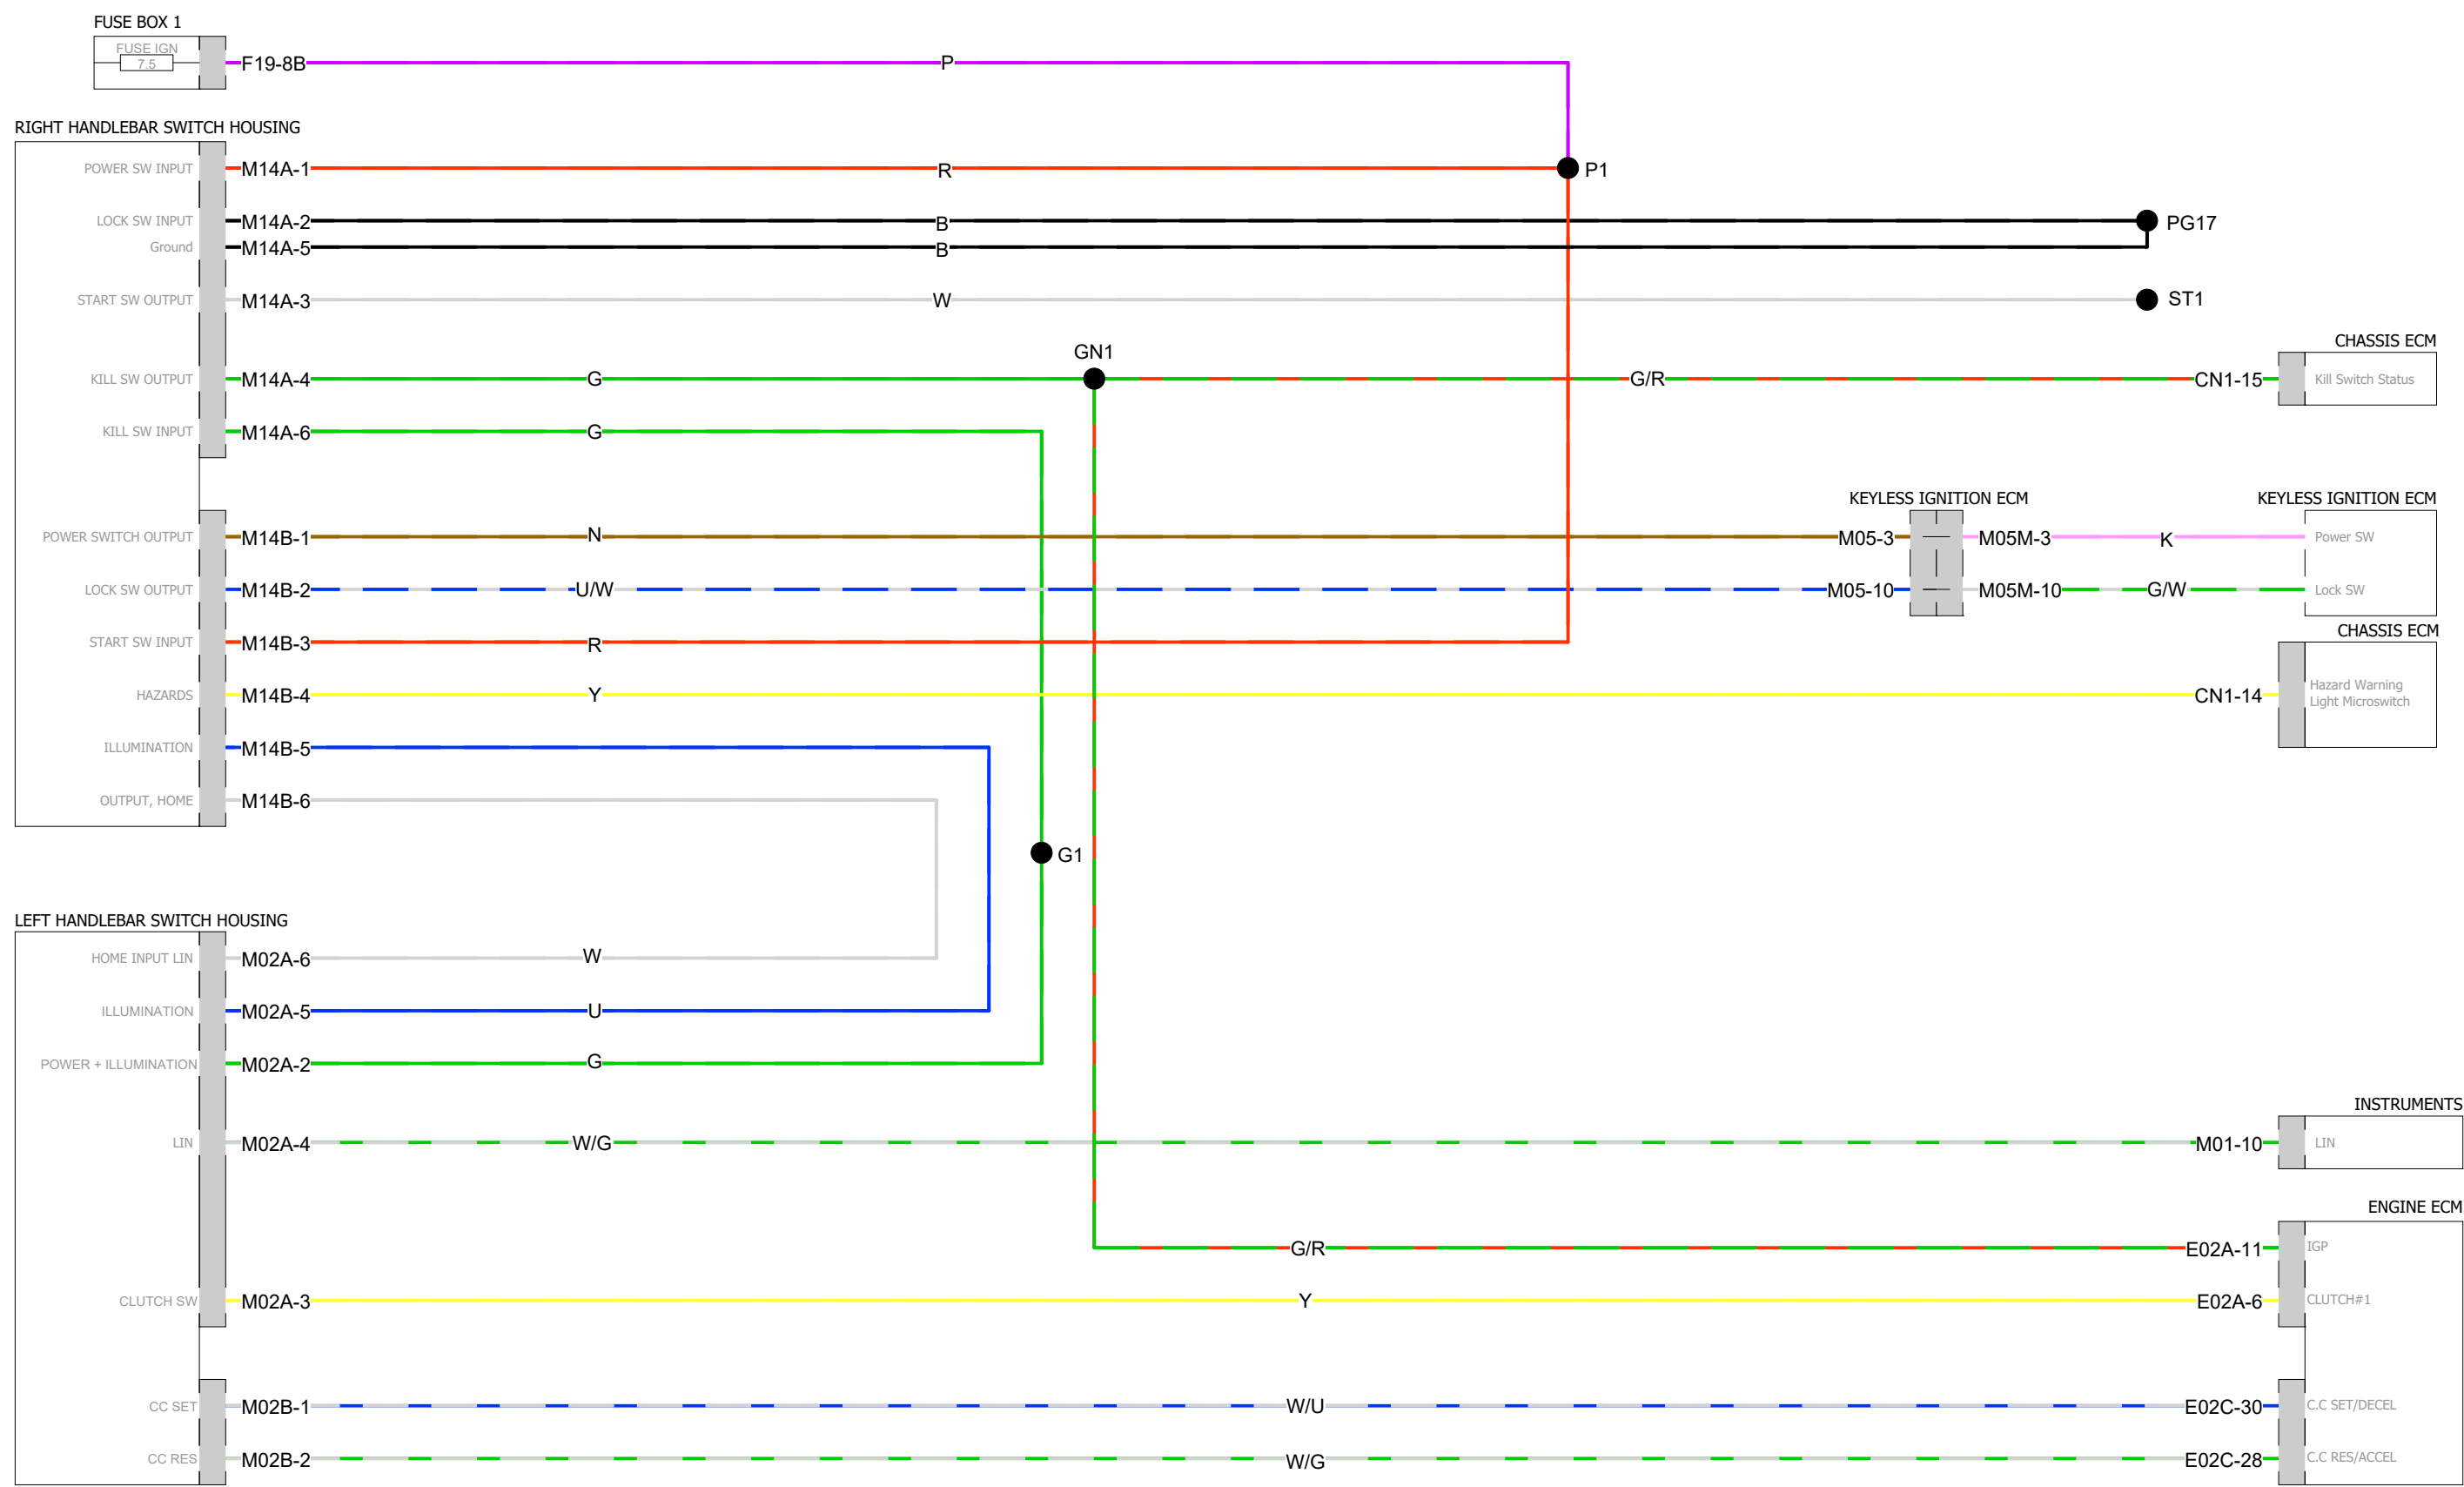 FUSE BOX 1
FUSE IGN
7.5
F19-8B
P
RIGHT HANDLEBAR SWITCH HOUSING
POWER SW INPUT
M14A-1
R
P1
LOCK SW INPUT
M14A-2
B
PG17
Ground
M14A-5
B
START SW OUTPUT
M14A-3
W
ST1
GN1
CHASSIS ECM
KILL SW OUTPUT
M14A-4
G
G/R
CN1-15
Kill Switch Status
KILL SW INPUT
M14A-6
G
KEYLESS IGNITION ECM
KEYLESS IGNITION ECM
POWER SWITCH OUTPUT
M14B-1
N
M05-3
M05M-3
K
Power SW
LOCK SW OUTPUT
M14B-2
U/W
M05-10
M05M-10
G/W
Lock SW
CHASSIS ECM
START SW INPUT
M14B-3
R
HAZARDS
M14B-4
Y
CN1-14
Hazard Warning
Light Microswitch
ILLUMINATION
M14B-5
OUTPUT, HOME
M14B-6
G1
LEFT HANDLEBAR SWITCH HOUSING
HOME INPUT LIN
M02A-6
W
ILLUMINATION
M02A-5
U
POWER + ILLUMINATION
M02A-2
G
INSTRUMENTS
LIN
M02A-4
W/G
M01-10
LIN
ENGINE ECM
G/R
E02A-11
IGP
CLUTCH SW
M02A-3
Y
E02A-6
CLUTCH#1
CC SET
M02B-1
W/U
E02C-30
C.C SET/DECEL
CC RES
M02B-2
W/G
E02C-28
C.C RES/ACCEL